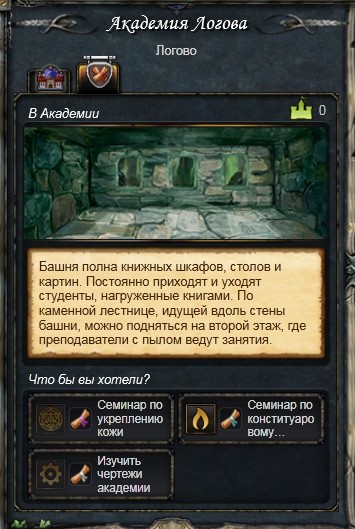 Академия Логова
Логово
В Академии
0
Башня полна книжных шкафов, столов и
картин. Постоянно приходят и уходят
студенты, нагруженные книгами. По
каменной лестнице, идущей вдоль стены
башни, можно подняться на второй этаж, где
преподаватели с пылом ведут занятия.
Что бы вы хотели?
Семинар по
укреплению
кожи
Семинар по
конституаро
вому...
Изучить
чертежи
академии